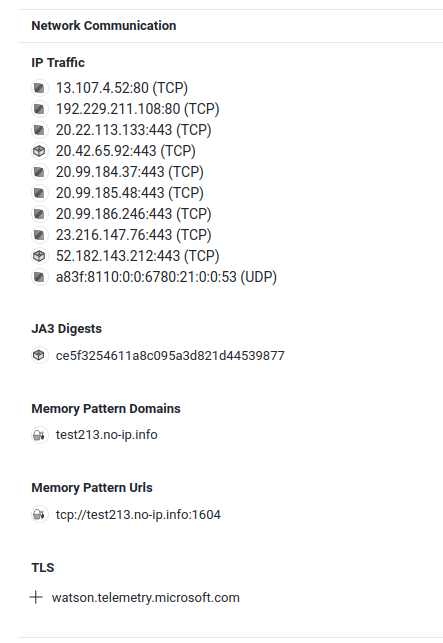 Network Communication
IP Traffic
13.107.4.52:80 (TCP)
192.229.211.108:80 (TCP)
20.22.113.133:443 (TCP)
20.42.65.92:443 (TCP)
20.99.184.37:443 (TCP)
20.99.185.48:443 (TCP)
20.99.186.246:443 (TCP)
23.216.147.76:443 (TCP)
52.182.143.212:443 (TCP)
a83f:8110:0:0:6780:21:0:0:53 (UDP)
JA3 Digests
ce5f3254611a8c095a3d821d44539877
Memory Pattern Domains
test213.no-ip.info
Memory Pattern Urls
tcp://test213.no-ip.info:1604
TLS
watson.telemetry.microsoft.com